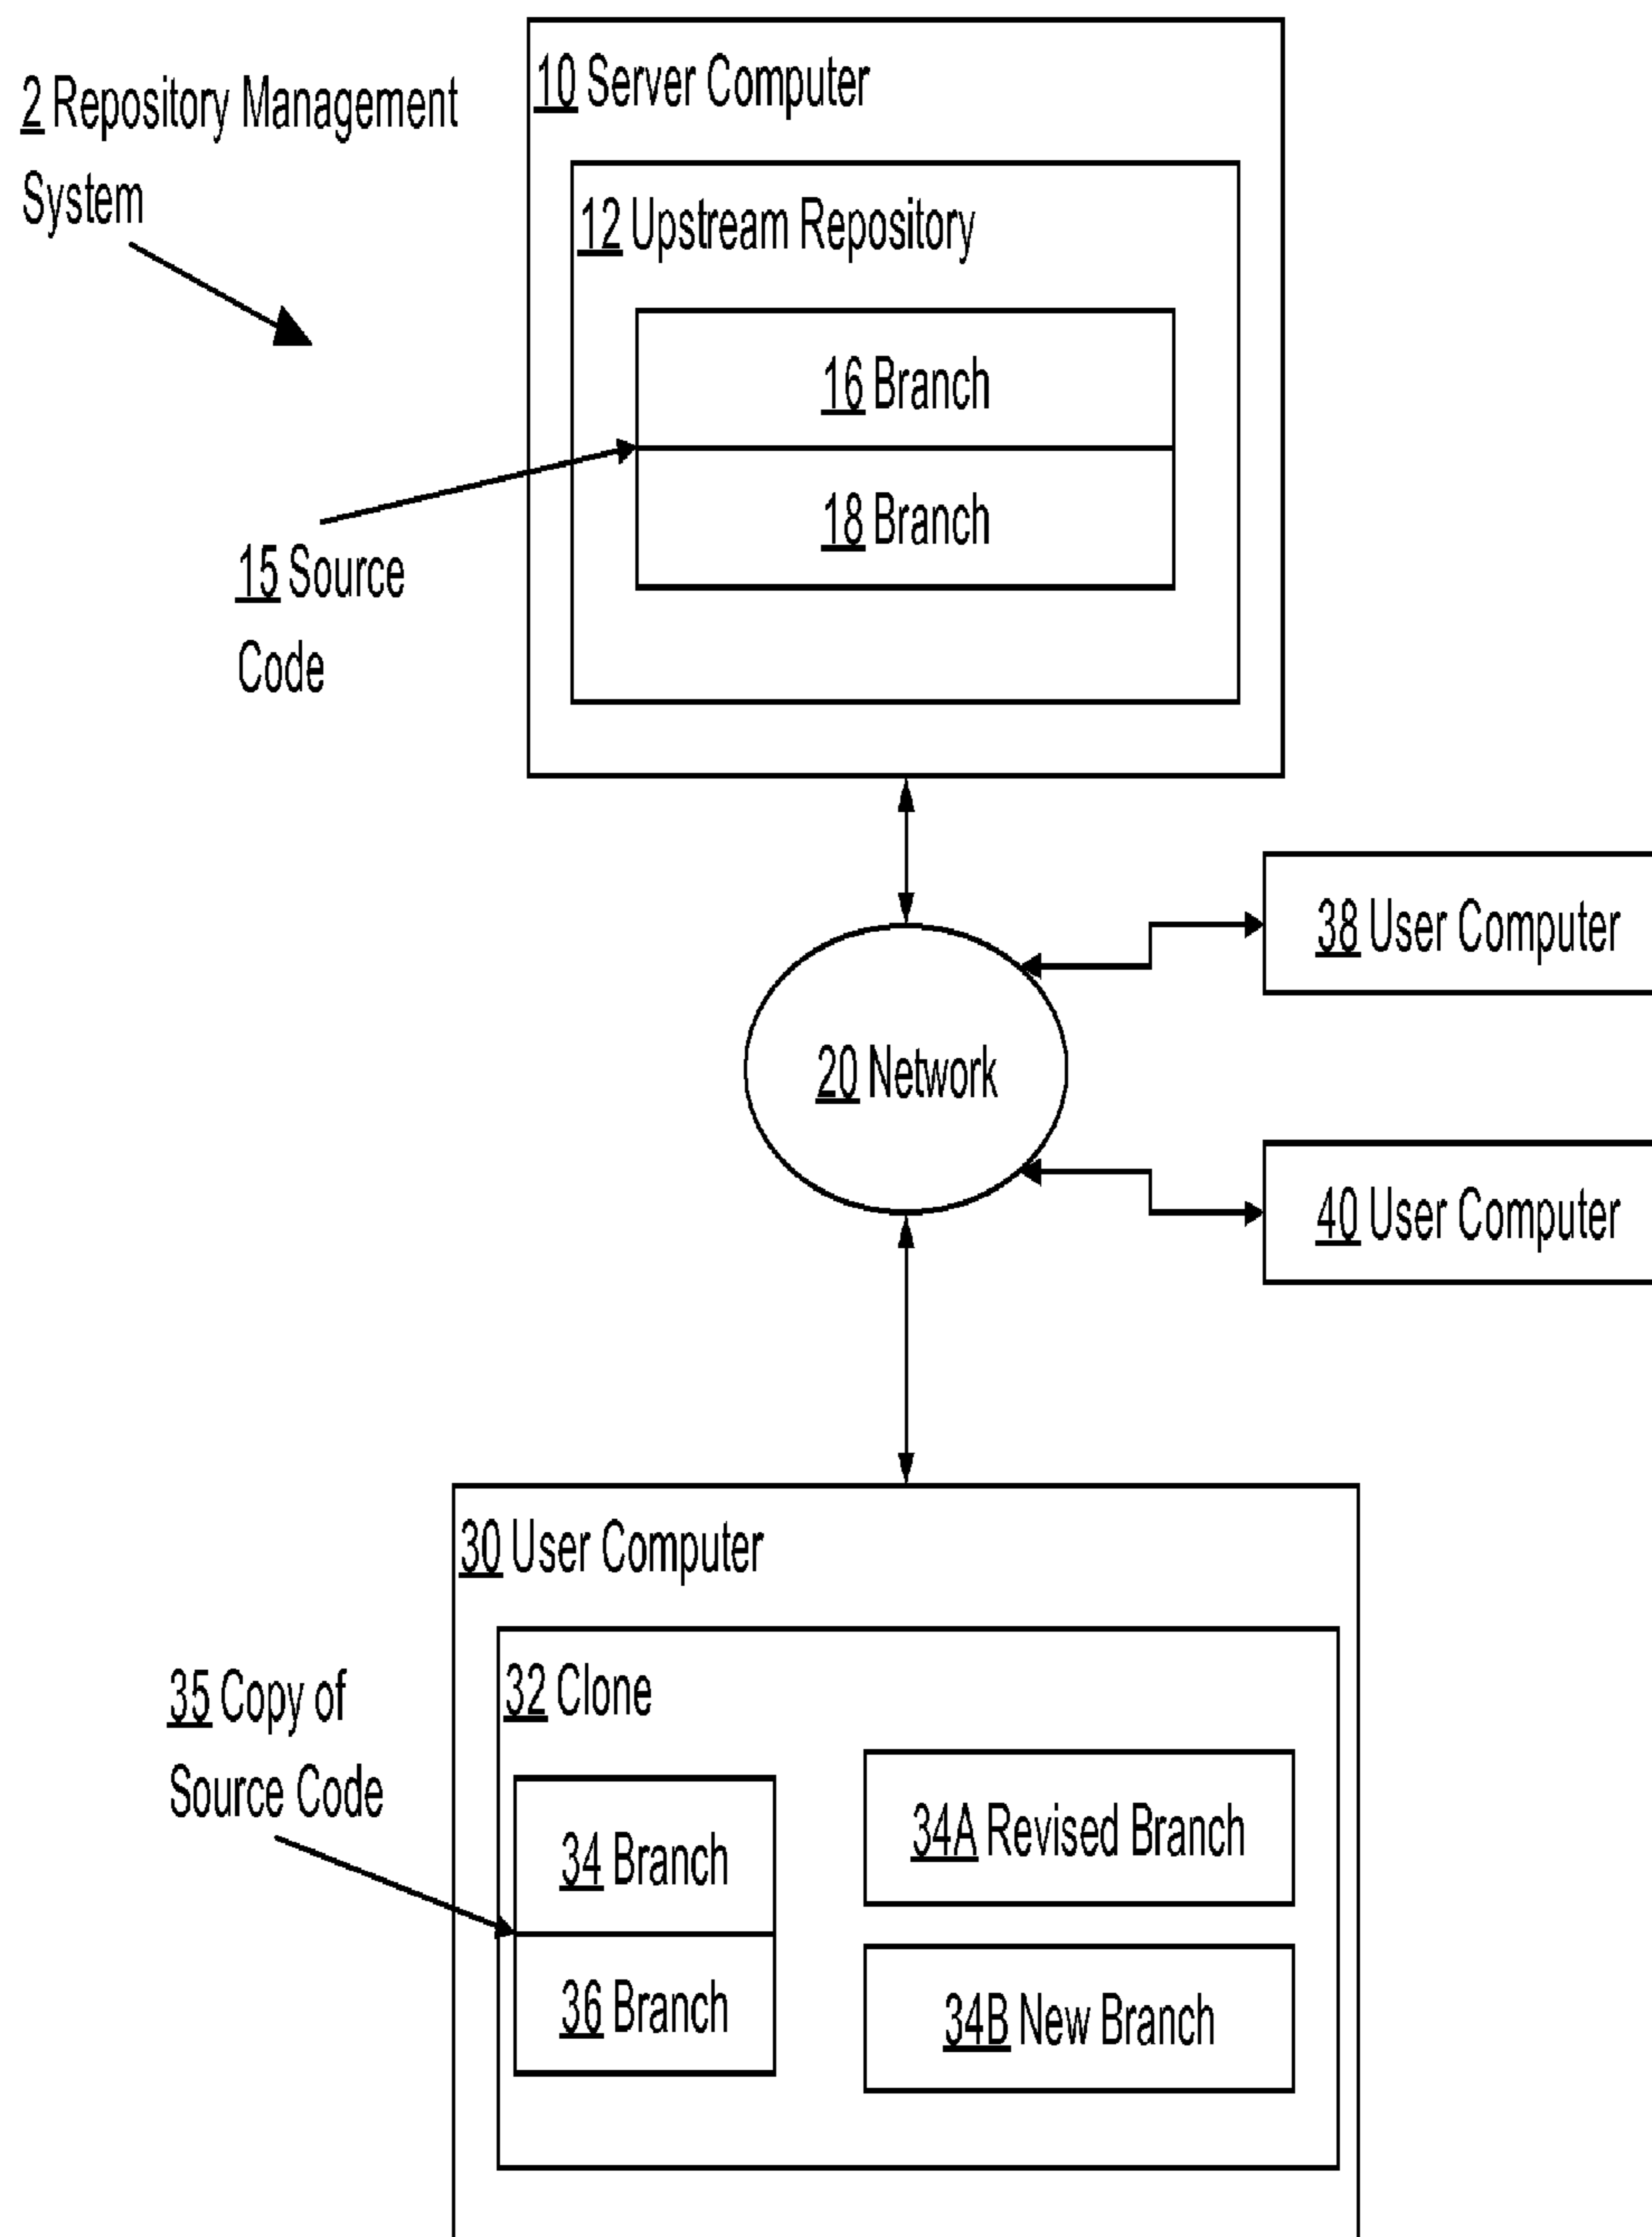 10 Server Computer
2 Repository Management
System
12 Upstream Repository
16 Branch
18 Branch
15 Source
Code
38 User Computer
20 Network
40 User Computer
30 User Computer
32 Clone
35 Copy of
Source Code
34 Branch
34A Revised Branch
36 Branch
34B New Branch